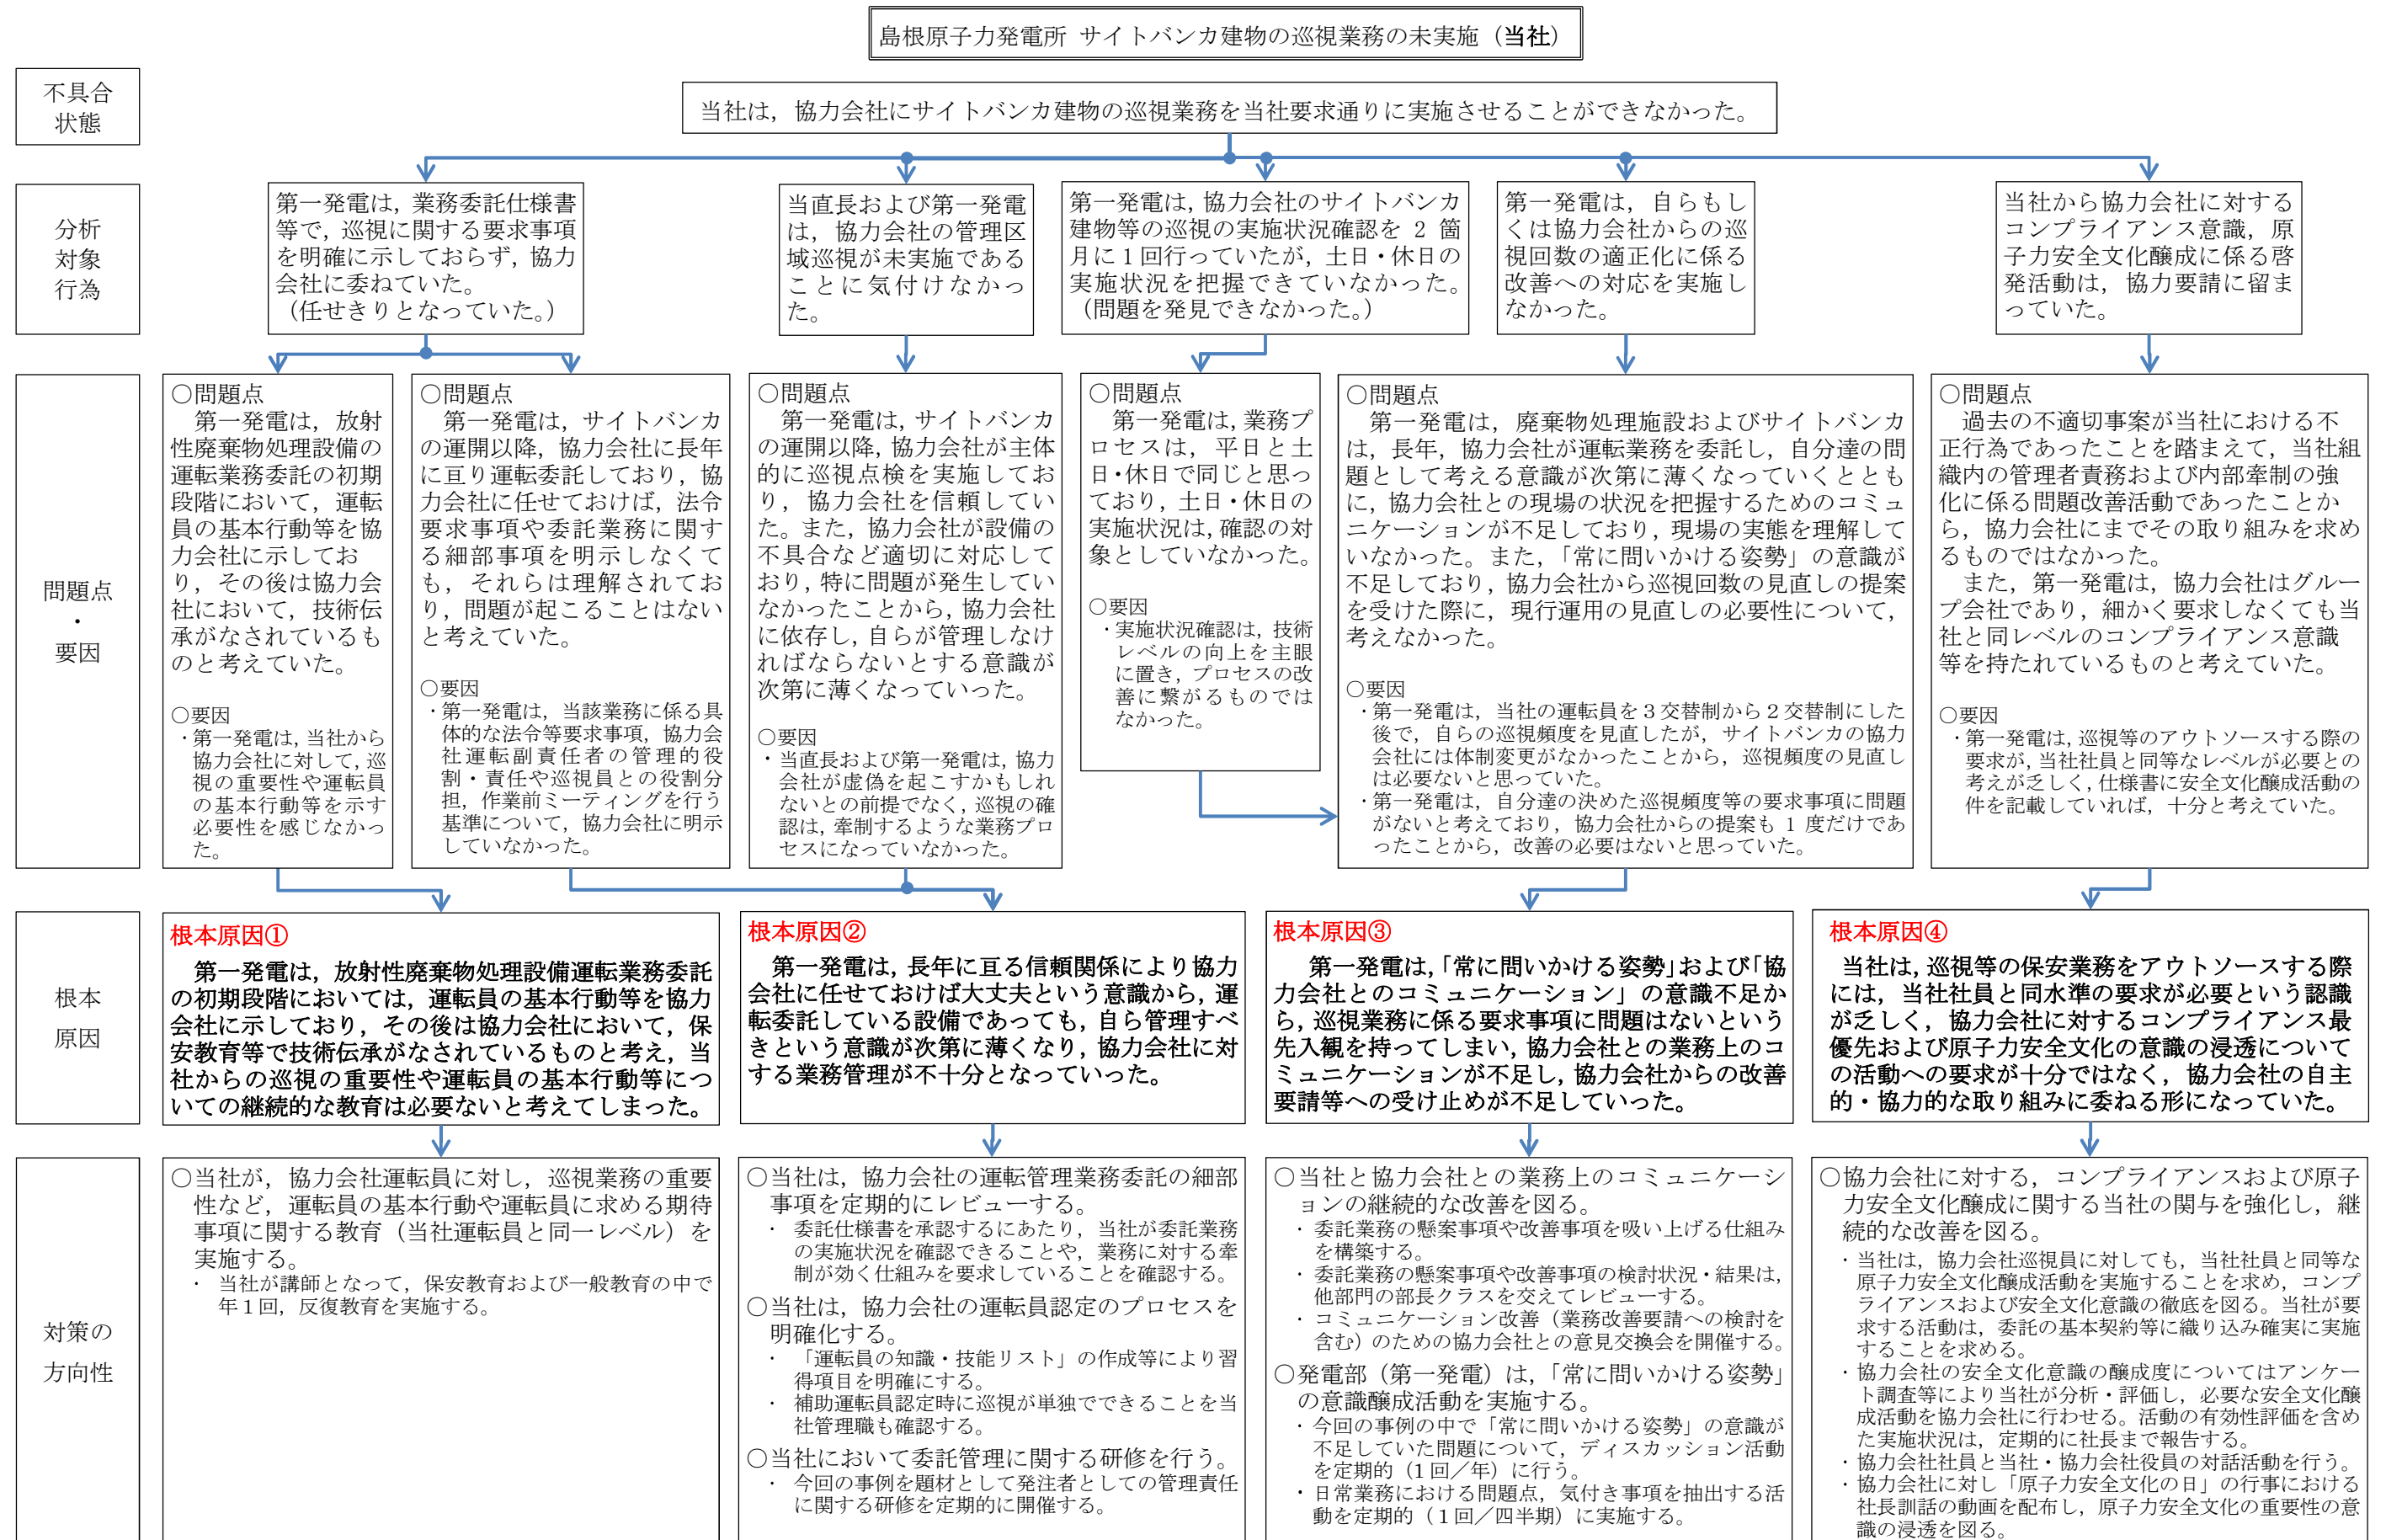 島根原子力発電所 サイトバンカ建物の巡視業務の未実施（当社）
不具合
状態
当社は，協力会社にサイトバンカ建物の巡視業務を当社要求通りに実施させることができなかった。
分析
対象
行為
第一発電は，業務委託仕様書
等で，巡視に関する要求事項
を明確に示しておらず，協力
会社に委ねていた。
（任せきりとなっていた。）
当直長および第一発電
は，協力会社の管理区
域巡視が未実施である
ことに気付けなかっ
た。
第一発電は，協力会社のサイトバンカ
建物等の巡視の実施状況確認を 2 箇
月に1回行っていたが，土日・休日の
実施状況を把握できていなかった。
（問題を発見できなかった。）
第一発電は，自らもし
くは協力会社からの巡
視回数の適正化に係る
改善への対応を実施し
なかった。
当社から協力会社に対する
コンプライアンス意識，原
子力安全文化醸成に係る啓
発活動は，協力要請に留ま
っていた。
問題点
・
要因
○問題点
第一発電は，放射
性廃棄物処理設備の
運転業務委託の初期
段階において，運転
員の基本行動等を協
力会社に示してお
り，その後は協力会
社において，技術伝
承がなされているも
のと考えていた。
○要因
・第一発電は，当社から
協力会社に対して，巡
視の重要性や運転員
の基本行動等を示す
必要性を感じなかっ
た。
○問題点
第一発電は，サイトバンカ
の運開以降，協力会社に長年
に亘り運転委託しており，協
力会社に任せておけば，法令
要求事項や委託業務に関す
る細部事項を明示しなくて
も，それらは理解されてお
り，問題が起こることはない
と考えていた。
○要因
・第一発電は，当該業務に係る具
体的な法令等要求事項，協力会
社運転副責任者の管理的役
割・責任や巡視員との役割分
担，作業前ミーティングを行う
基準について，協力会社に明示
していなかった。
○問題点
第一発電は，サイトバンカ
の運開以降，協力会社が主体
的に巡視点検を実施してお
り，協力会社を信頼してい
た。また，協力会社が設備の
不具合など適切に対応して
おり，特に問題が発生してい
なかったことから，協力会社
に依存し，自らが管理しなけ
ればならないとする意識が
次第に薄くなっていった。
○要因
・当直長および第一発電は，協力
会社が虚偽を起こすかもしれ
ないとの前提でなく，巡視の確
認は，牽制するような業務プロ
セスになっていなかった。
○問題点
第一発電は，業務プ
ロセスは，平日と土
日・休日で同じと思っ
ており，土日・休日の
実施状況は，確認の対
象としていなかった。
○要因
・実施状況確認は，技術
レベルの向上を主眼
に置き，プロセスの改
善に繋がるものでは
なかった。
○問題点
第一発電は，廃棄物処理施設およびサイトバンカ
は，長年，協力会社が運転業務を委託し，自分達の問
題として考える意識が次第に薄くなっていくととも
に，協力会社との現場の状況を把握するためのコミュ
ニケーションが不足しており，現場の実態を理解して
いなかった。また，「常に問いかける姿勢」の意識が
不足しており，協力会社から巡視回数の見直しの提案
を受けた際に，現行運用の見直しの必要性について，
考えなかった。
○要因
・第一発電は，当社の運転員を３交替制から２交替制にした
後で，自らの巡視頻度を見直したが，サイトバンカの協力
会社には体制変更がなかったことから，巡視頻度の見直し
は必要ないと思っていた。
・第一発電は，自分達の決めた巡視頻度等の要求事項に問題
がないと考えており，協力会社からの提案も 1 度だけであ
ったことから，改善の必要はないと思っていた。
○問題点
過去の不適切事案が当社における不
正行為であったことを踏まえて，当社組
織内の管理者責務および内部牽制の強
化に係る問題改善活動であったことか
ら，協力会社にまでその取り組みを求め
るものではなかった。
また，第一発電は，協力会社はグルー
プ会社であり，細かく要求しなくても当
社と同レベルのコンプライアンス意識
等を持たれているものと考えていた。
○要因
・第一発電は，巡視等のアウトソースする際の
要求が，当社社員と同等なレベルが必要との
考えが乏しく，仕様書に安全文化醸成活動の
件を記載していれば，十分と考えていた。
根本
原因
根本原因①
第一発電は，放射性廃棄物処理設備運転業務委託
の初期段階においては，運転員の基本行動等を協力
会社に示しており，その後は協力会社において，保
安教育等で技術伝承がなされているものと考え，当
社からの巡視の重要性や運転員の基本行動等につ
いての継続的な教育は必要ないと考えてしまった。
根本原因②
第一発電は，長年に亘る信頼関係により協力
会社に任せておけば大丈夫という意識から，運
転委託している設備であっても，自ら管理すべ
きという意識が次第に薄くなり，協力会社に対
する業務管理が不十分となっていった。
根本原因③
第一発電は，「常に問いかける姿勢」および「協
力会社とのコミュニケーション」の意識不足か
ら，巡視業務に係る要求事項に問題はないという
先入観を持ってしまい，協力会社との業務上のコ
ミュニケーションが不足し，協力会社からの改善
要請等への受け止めが不足していった。
根本原因④
当社は，巡視等の保安業務をアウトソースする際
には，当社社員と同水準の要求が必要という認識
が乏しく，協力会社に対するコンプライアンス最
優先および原子力安全文化の意識の浸透について
の活動への要求が十分ではなく，協力会社の自主
的・協力的な取り組みに委ねる形になっていた。
対策の
方向性
○当社が，協力会社運転員に対し，巡視業務の重要
性など，運転員の基本行動や運転員に求める期待
事項に関する教育（当社運転員と同一レベル）を
実施する。
・ 当社が講師となって，保安教育および一般教育の中で
年１回，反復教育を実施する。
○当社は，協力会社の運転管理業務委託の細部
事項を定期的にレビューする。
・ 委託仕様書を承認するにあたり，当社が委託業務
の実施状況を確認できることや，業務に対する牽
制が効く仕組みを要求していることを確認する。
○当社は，協力会社の運転員認定のプロセスを
明確化する。
・ 「運転員の知識・技能リスト」の作成等により習
得項目を明確にする。
・ 補助運転員認定時に巡視が単独でできることを当
社管理職も確認する。
○当社において委託管理に関する研修を行う。
・ 今回の事例を題材として発注者としての管理責任
に関する研修を定期的に開催する。
○当社と協力会社との業務上のコミュニケーシ
ョンの継続的な改善を図る。
・委託業務の懸案事項や改善事項を吸い上げる仕組み
を構築する。
・委託業務の懸案事項や改善事項の検討状況・結果は，
他部門の部長クラスを交えてレビューする。
・コミュニケーション改善（業務改善要請への検討を
含む）のための協力会社との意見交換会を開催する。
○発電部（第一発電）は，「常に問いかける姿勢」
の意識醸成活動を実施する。
・今回の事例の中で「常に問いかける姿勢」の意識が
不足していた問題について，ディスカッション活動
を定期的（1回／年）に行う。
・日常業務における問題点，気付き事項を抽出する活
動を定期的（１回／四半期）に実施する。
○協力会社に対する，コンプライアンスおよび原子
力安全文化醸成に関する当社の関与を強化し，継
続的な改善を図る。
・当社は，協力会社巡視員に対しても，当社社員と同等な
原子力安全文化醸成活動を実施することを求め，コンプ
ライアンスおよび安全文化意識の徹底を図る。当社が要
求する活動は，委託の基本契約等に織り込み確実に実施
することを求める。
・協力会社の安全文化意識の醸成度についてはアンケー
ト調査等により当社が分析・評価し，必要な安全文化醸
成活動を協力会社に行わせる。活動の有効性評価を含め
た実施状況は，定期的に社長まで報告する。
・協力会社社員と当社・協力会社役員の対話活動を行う。
・協力会社に対し「原子力安全文化の日」の行事における
社長訓話の動画を配布し，原子力安全文化の重要性の意
識の浸透を図る。